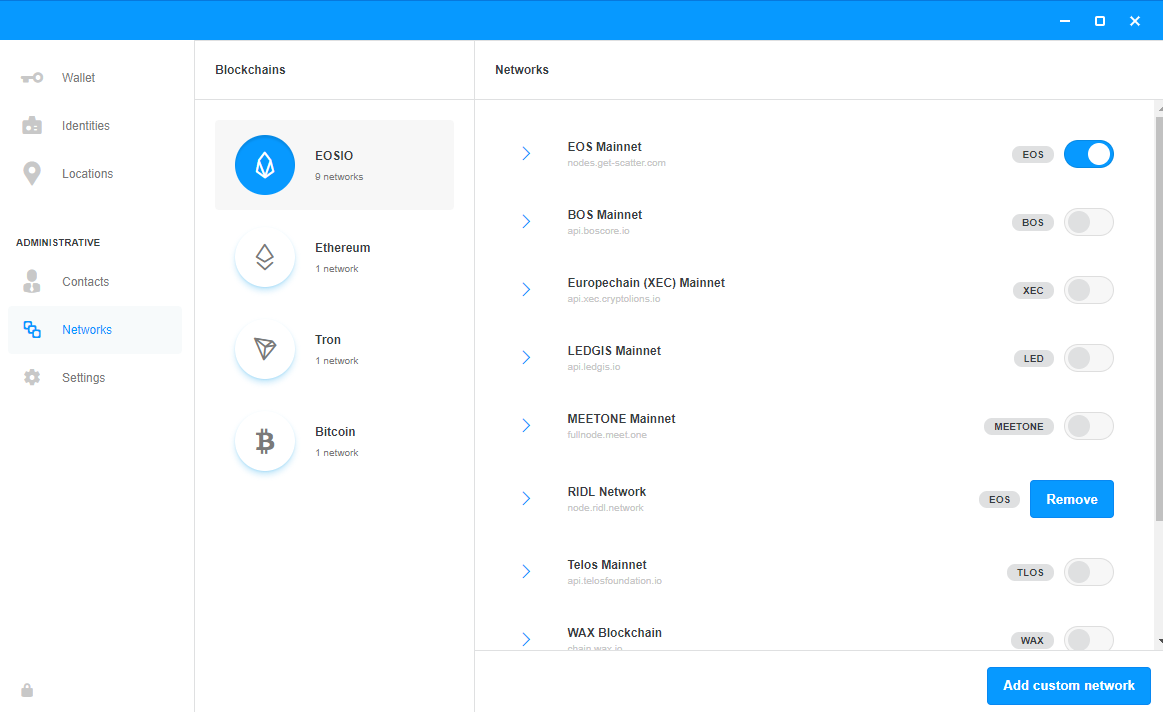 Wallet
Identities
Locations
ADMINISTRATIVE
Contacts
Networks
Settings
Blockchains
EOSIO
9 networks
Ethereum
1 network
Tron
1 network
Bitcoin
1 network
Networks
EOS Mainnet
nodes.get-scatter.com
EOS
BOS Mainnet
api.boscore.io
BOS
Europechain (XEC) Mainnet
api.xec.cryptolions.io
XEC
LEDGIS Mainnet
api.ledgis.io
LED
MEETONE Mainnet
fullnode.meet.one
MEETONE
RIDL Network
node.ridl.network
EOS
Remove
Telos Mainnet
api.telosfoundation.io
TLOS
WAX Blockchain
chain.wax.io
WAX
Add custom network